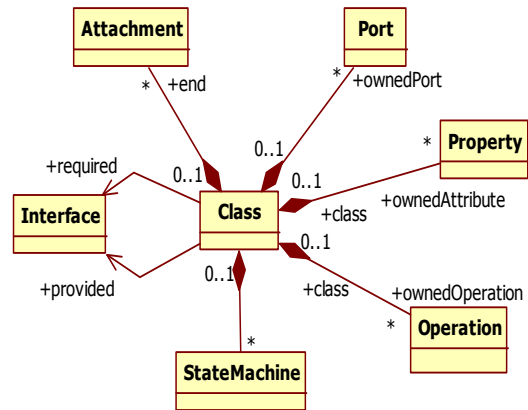 Attachment
Port
* +end
* +ownedPort
Property
*
+required
0..1
0..1
0..1
Interface
Class
+class
+ownedAttribute
0..1
0..1
+provided
+class
+ownedOperation
*
Operation
*
StateMachine